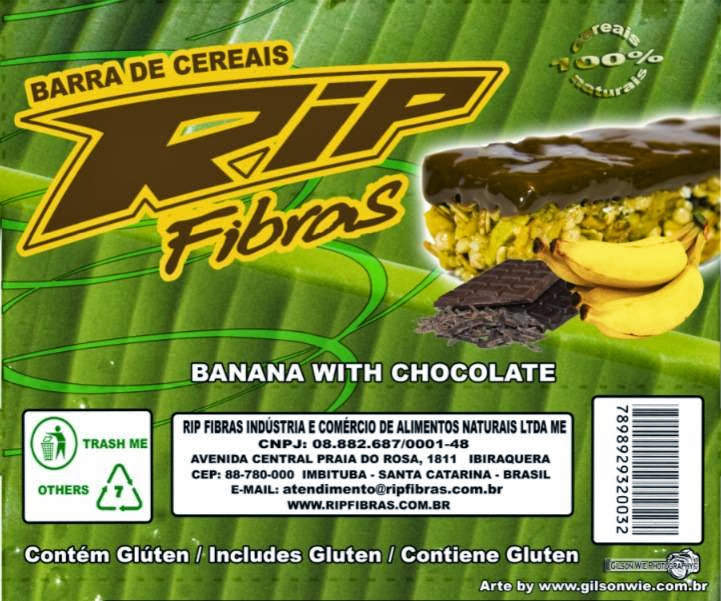 BARRA DE CEREAIS
RiP
Fibras
cereais
100%
naturais
BANANA WITH CHOCOLATE
TRASH ME
OTHERS
7
RIP FIBRAS INDÚSTRIA E COMÉRCIO DE ALIMENTOS NATURAIS LTDA ME
CNPJ: 08.882.687/0001-48
AVENIDA CENTRAL PRAIA DO ROSA, 1811 IBIRAQUERA
CEP: 88-780-000 IMBITUBA - SANTA CATARINA - BRASIL
E-MAIL: atendimento@ripfibras.com.br
WWW.RIPFIBRAS.COM.BR
7898929320032
Contém Glúten / Includes Gluten / Contiene Gluten
GILSON WIE PHOTOGRAPHYS
Arte by www.gilsonwie.com.br